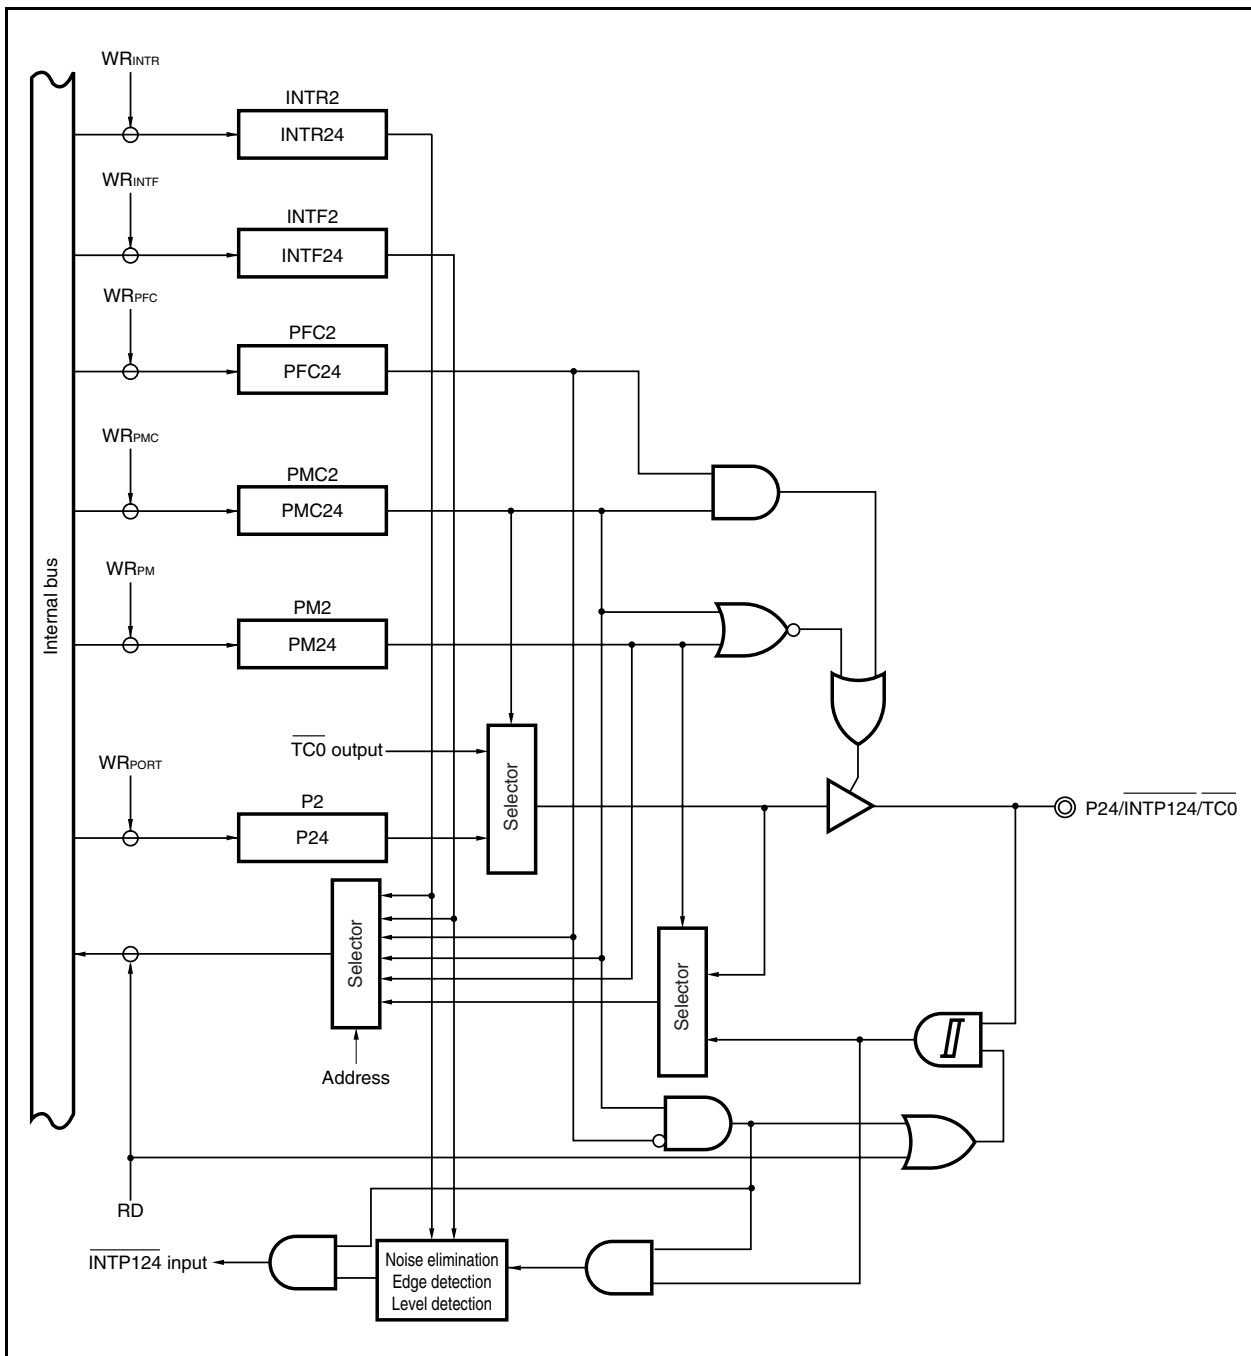 WRINTR
INTR2
INTR24
WRINTF
INTF2
INTF24
WRPFC
PFC2
PFC24
WRPMC
PMC2
PMC24
Internal bus
WRPM
PM2
PM24
TC0 output
Selector
WRPORT
P2
P24
P24/INTP124/TC0
Selector
Selector
Address
RD
INTP124 input
Noise elimination
Edge detection
Level detection